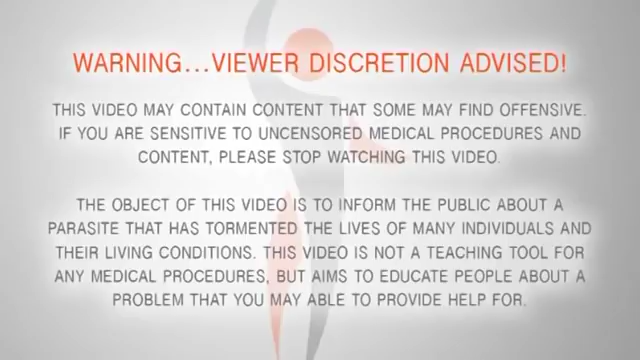 WARNING...VIEWER DISCRETION ADVISED!
THIS VIDEO MAY CONTAIN CONTENT THAT SOME MAY FIND OFFENSIVE.
IF YOU ARE SENSITIVE TO UNCENSORED MEDICAL PROCEDURES AND
CONTENT, PLEASE STOP WATCHING THIS VIDEO.
THE OBJECT OF THIS VIDEO IS TO INFORM THE PUBLIC ABOUT A
PARASITE THAT HAS TORMENTED THE LIVES OF MANY INDIVIDUALS AND
THEIR LIVING CONDITIONS. THIS VIDEO IS NOT A TEACHING TOOL FOR
ANY MEDICAL PROCEDURES, BUT AIMS TO EDUCATE PEOPLE ABOUT A
PROBLEM THAT YOU MAY ABLE TO PROVIDE HELP FOR.